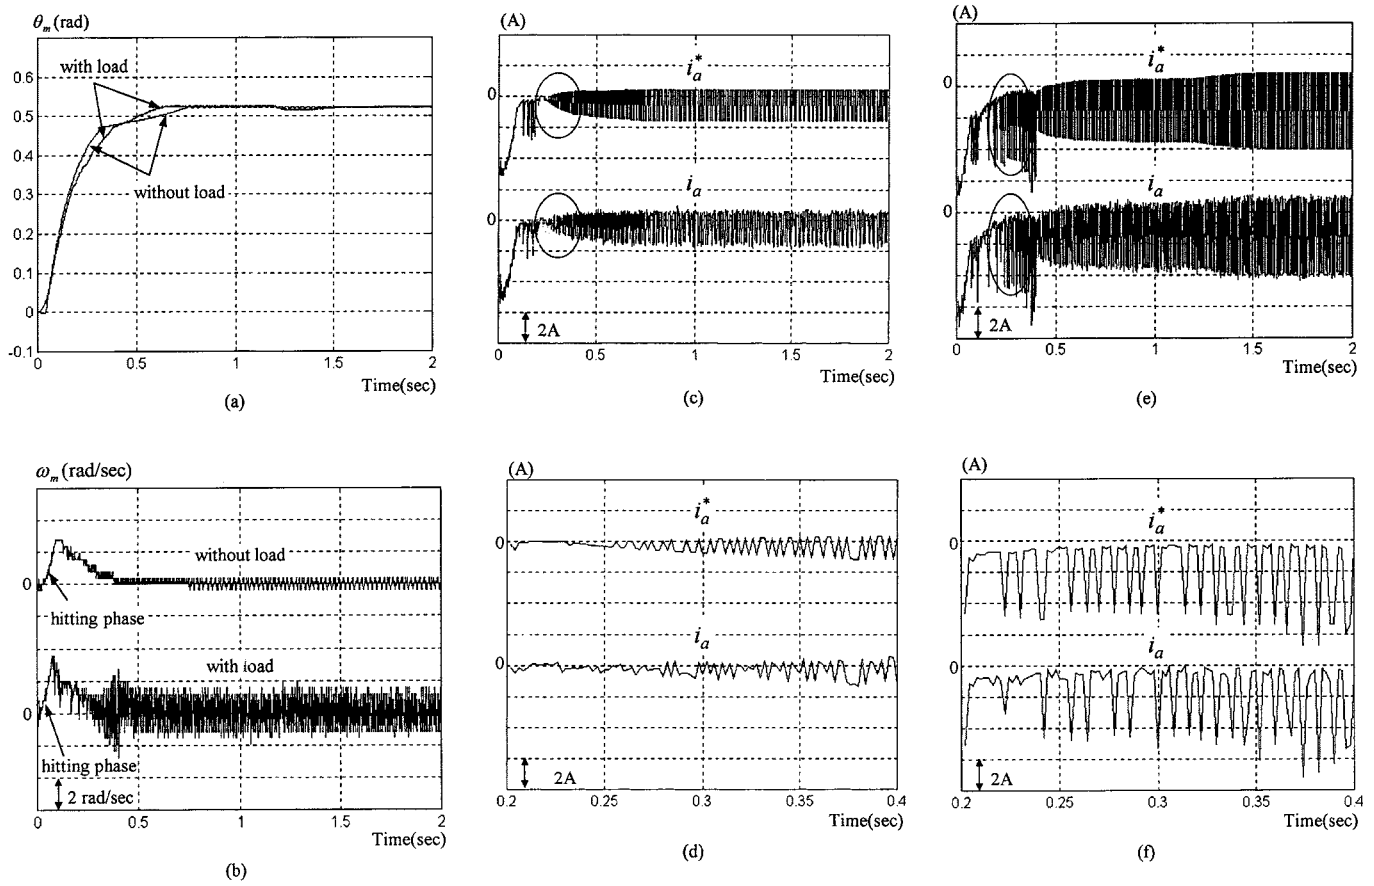 θm (rad)
0.6
0.5
0.4
0.3
0.2
0.1
0
-0.1
with load
without load
0 0.5 1 1.5 2
Time(sec)
(a)
(A)
ia*
0
ia
0
2A
0 0.5 1 1.5 2
Time(sec)
(c)
(A)
ia*
0
ia
0
2A
0 0.5 1 1.5 2
Time(sec)
(e)
ωm (rad/sec)
without load
0
hitting phase
with load
0
hitting phase
2 rad/sec
0 0.5 1 1.5 2
Time(sec)
(b)
(A)
ia*
0
ia
0
2A
0.2 0.25 0.3 0.35 0.4
Time(sec)
(d)
(A)
ia*
0
ia
0
2A
0.2 0.25 0.3 0.35 0.4
Time(sec)
(f)